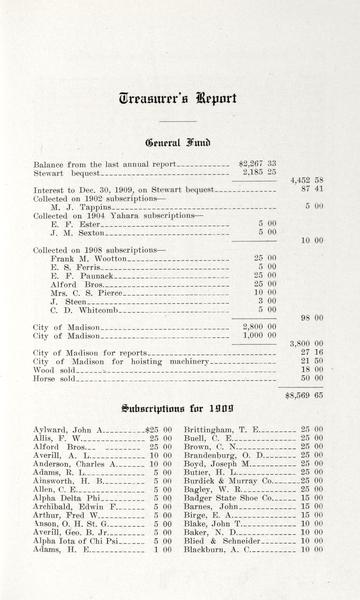 Treasurer's Report
General Fund
Balance from the last annual report $2,267 33
Stewart bequest 2,185 25
4,452 58
Interest to Dec. 30, 1909, on Stewart bequest 87 41
Collected on 1902 subscriptions—
M. J. Tappins 5 00
Collected on 1904 Yahara subscriptions—
E. F. Ester 5 00
J. M. Sexton 5 00
10 00
Collected on 1908 subscriptions—
Frank M. Wootton 25 00
E. S. Ferris 5 00
E. F. Paunack 25 00
Alford Bros. 25 00
Mrs. C. S. Pierce 10 00
J. Steen 3 00
C. D. Whitcomb 5 00
98 00
City of Madison 2,800 00
City of Madison 1,000 00
3,800 00
City of Madison for reports 27 16
City of Madison for hoisting machinery 21 50
Wood sold 18 00
Horse sold 50 00
$8,569 65
Subscriptions for 1909
Aylward, John A. $25 00
Allis, F. W. 25 00
Alford Bros. 25 00
Averill, A. L. 10 00
Anderson, Charles A. 10 00
Adams, R. L. 5 00
Ainsworth, H. B. 5 00
Allen, C. E. 5 00
Alpha Delta Phi 5 00
Archibald, Edwin F. 5 00
Arthur, Fred W. 5 00
Anson, O. H. St. G. 5 00
Averill, Geo. B. Jr. 5 00
Alpha Iota of Chi Psi 5 00
Adams, H. E. 1 00
Brittingham, T. E. 25 00
Buell, C. E. 25 00
Brown, C. N. 25 00
Brandenburg, O. D. 25 00
Boyd, Joseph M. 25 00
Butler, H. L. 25 00
Burdick & Murray Co. 25 00
Bagley, W. R. 25 00
Badger State Shoe Co. 15 00
Barnes, John 15 00
Birge, E. A. 15 00
Blake, John T. 10 00
Baker, N. D. 10 00
Blied & Schneider 10 00
Blackburn, A. C. 10 00